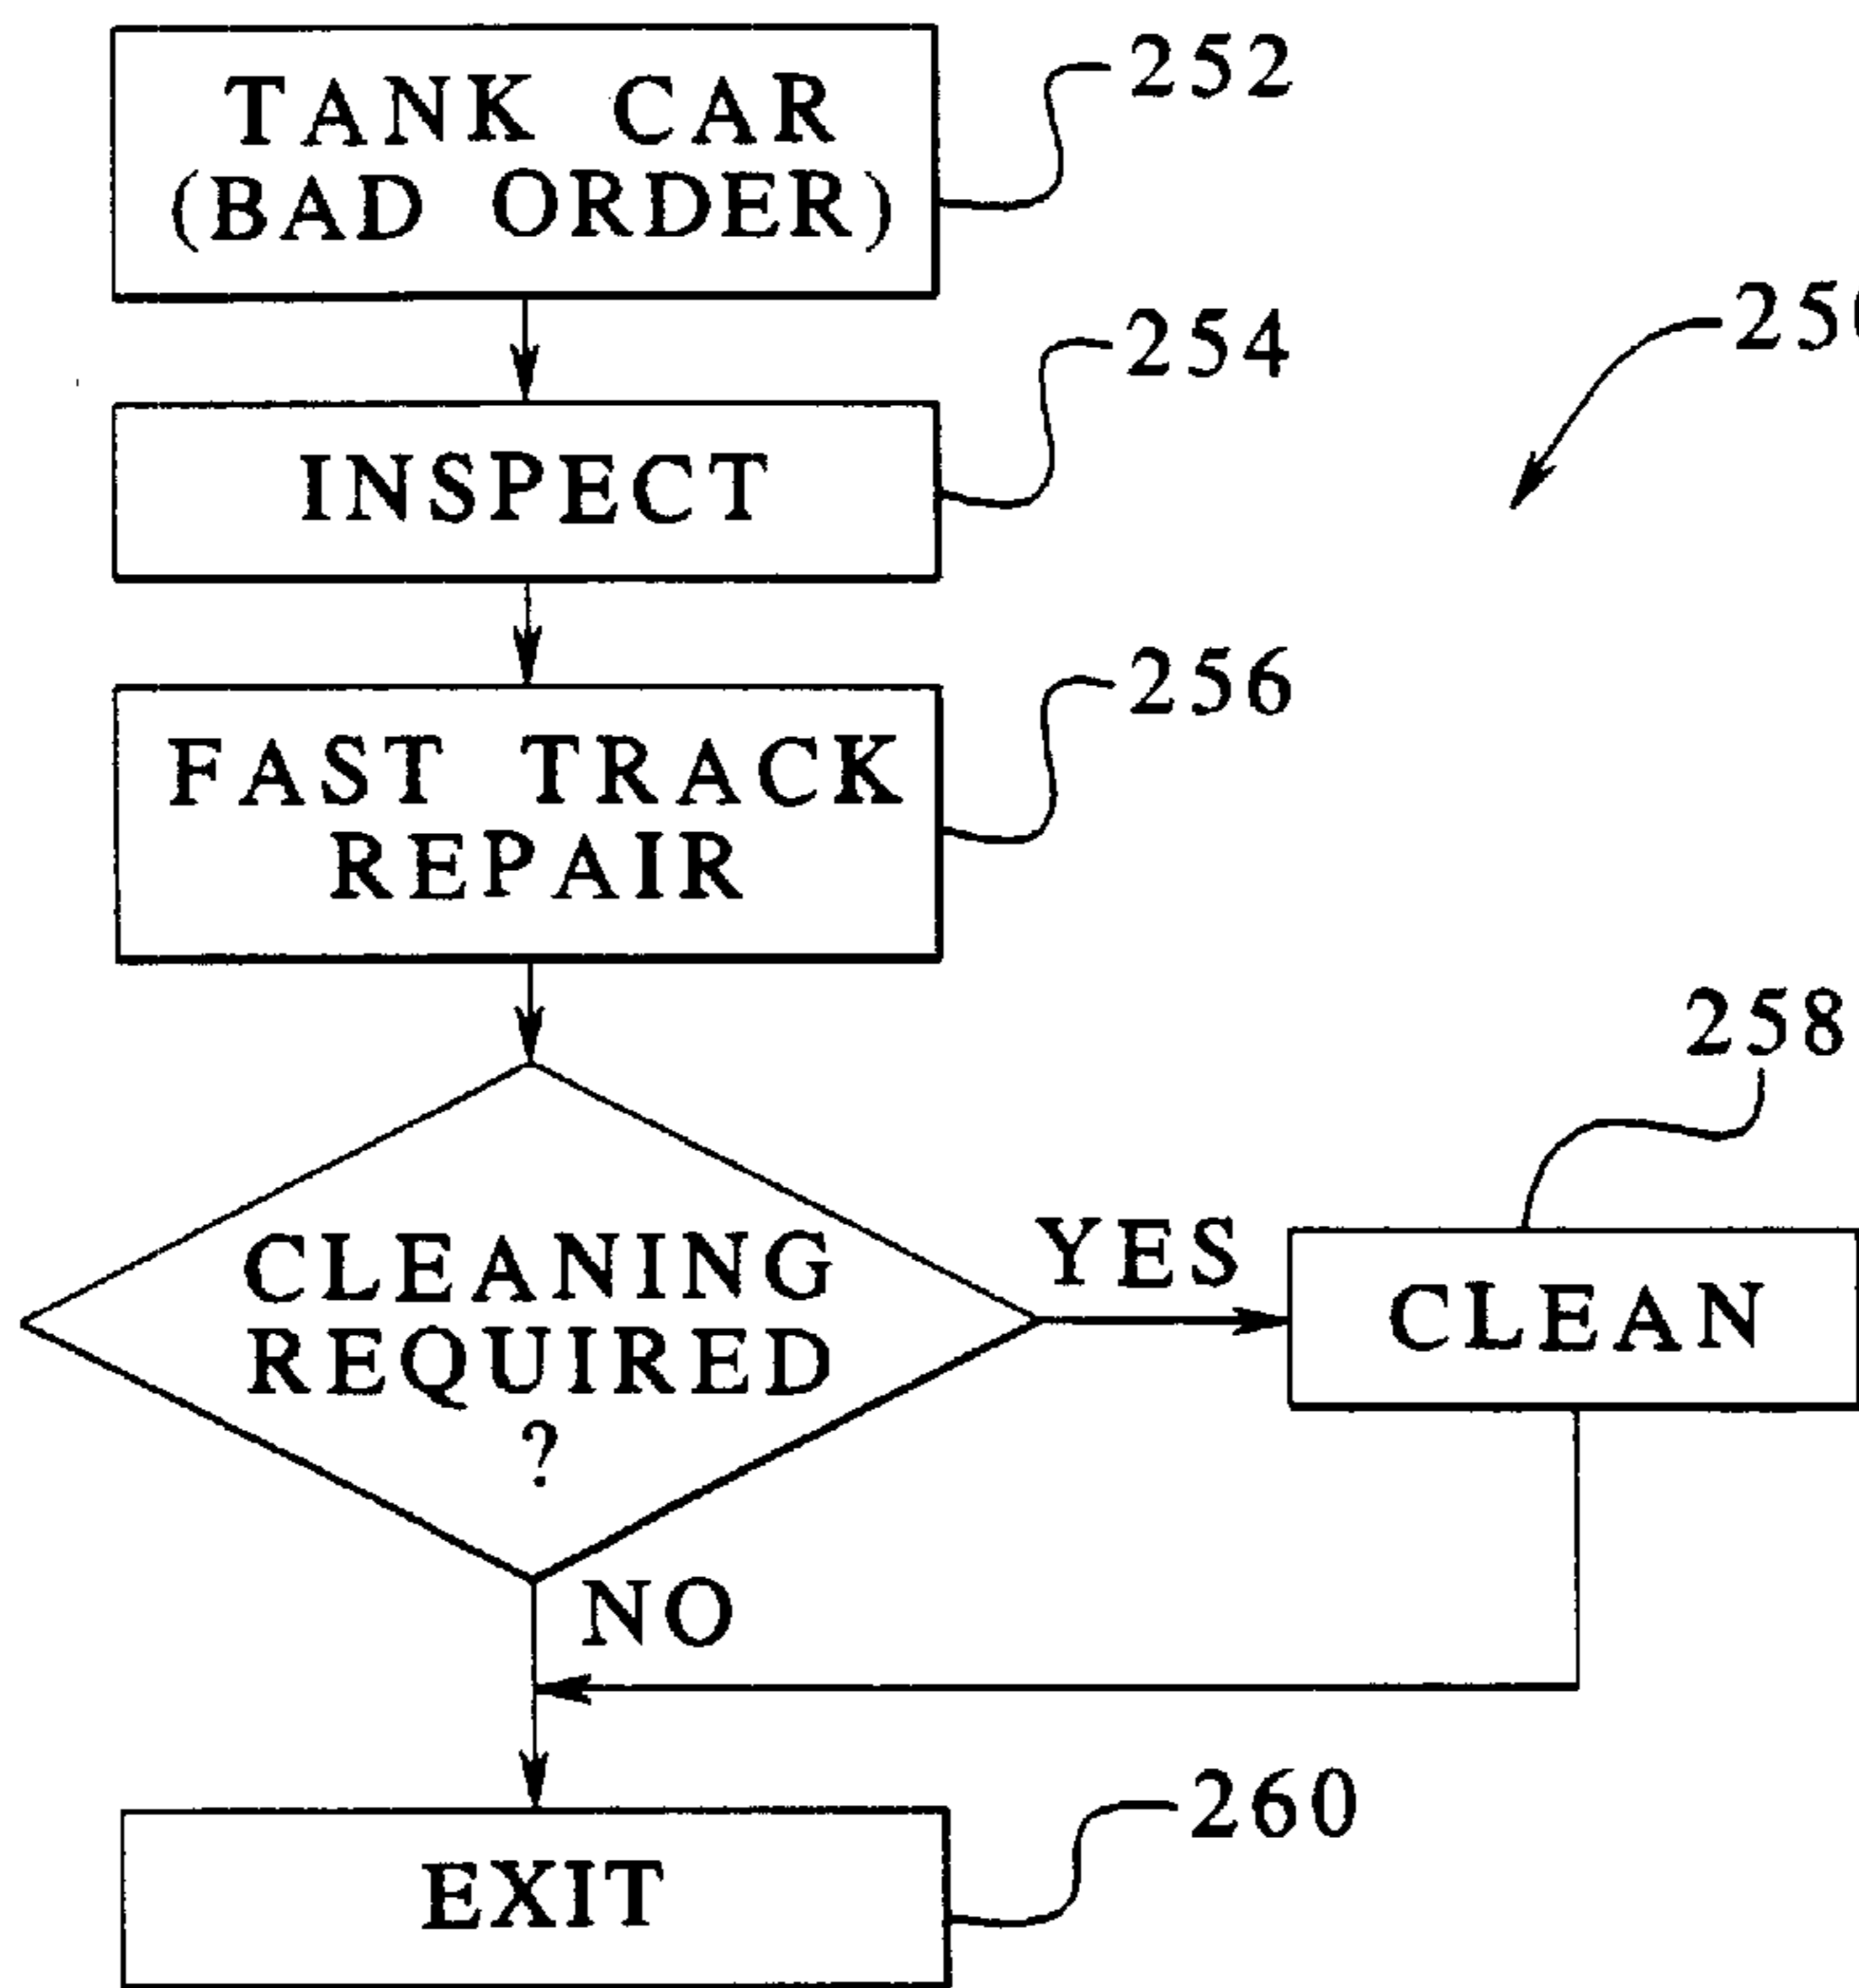 TANK CAR
(BAD ORDER)
252
254
250
INSPECT
256
FAST TRACK
REPAIR
258
CLEANING
REQUIRED
?
YES
CLEAN
NO
260
EXIT